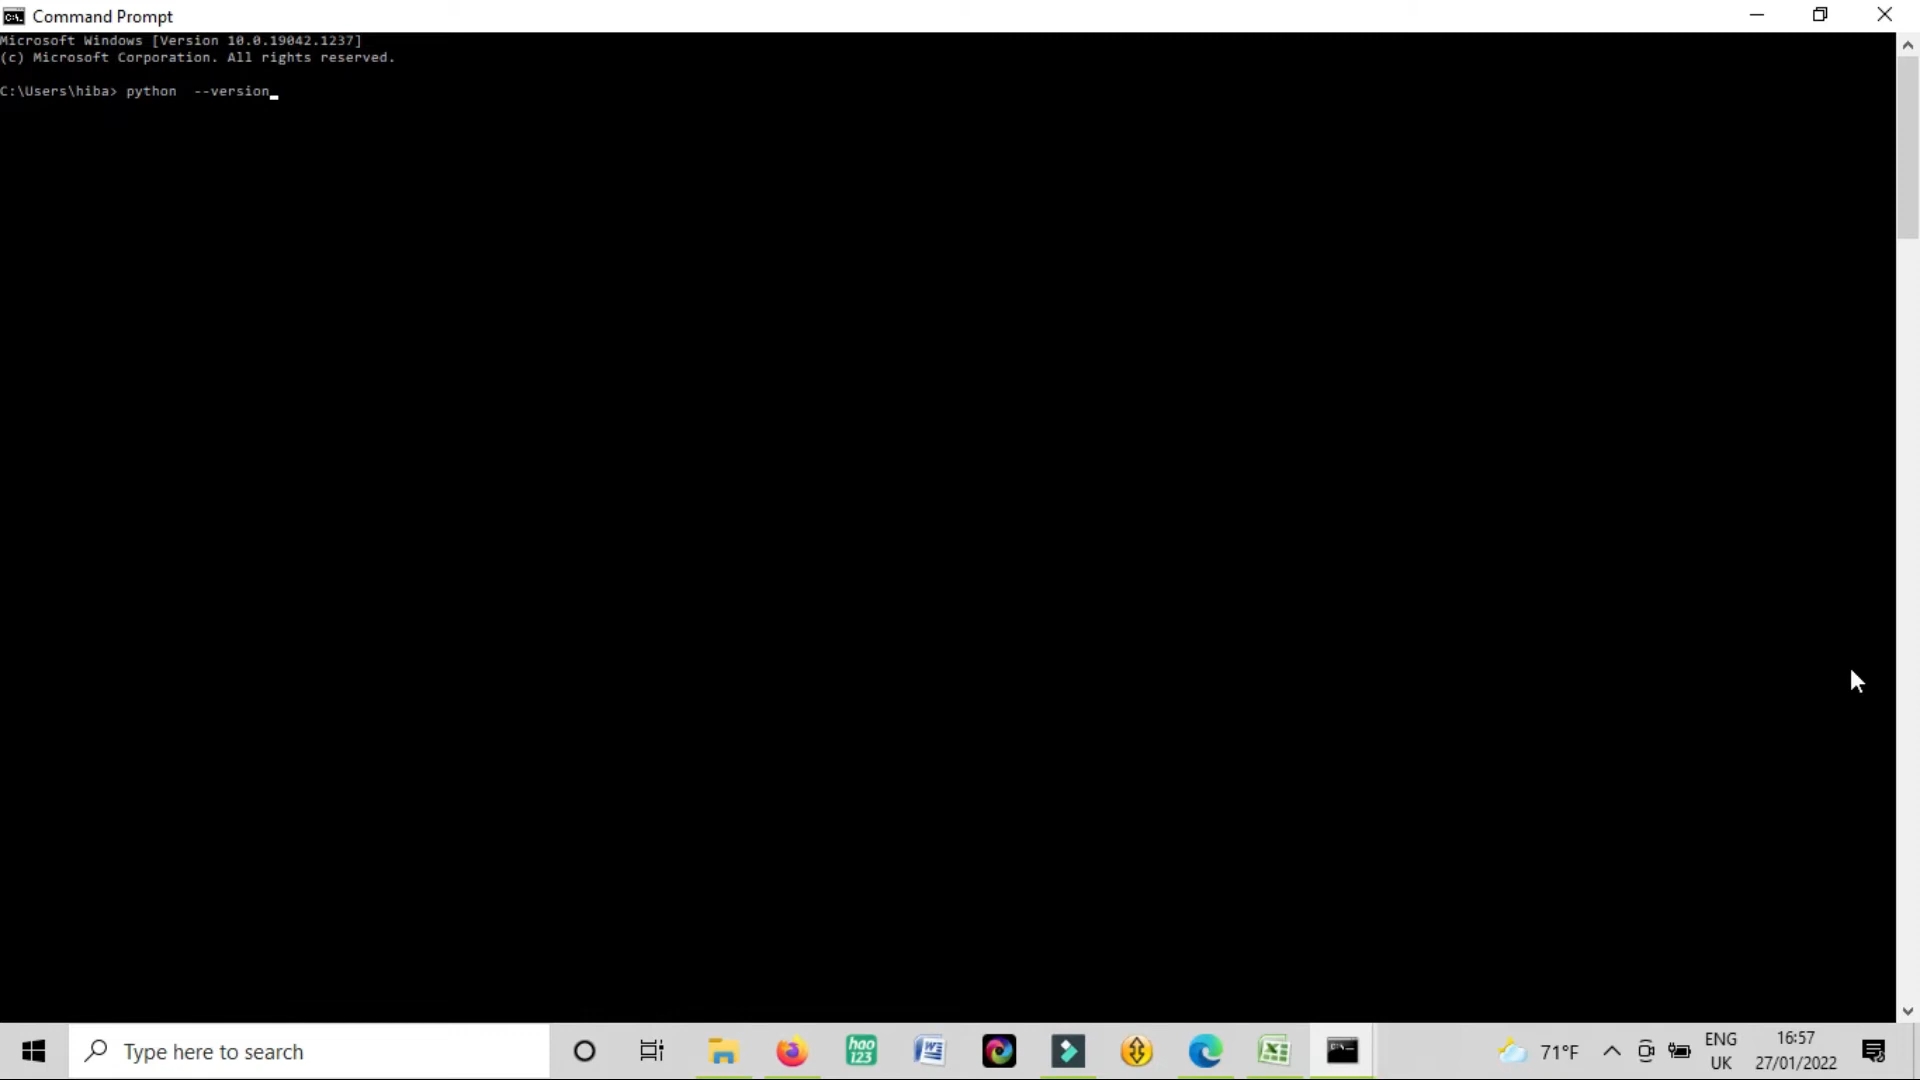 Command Prompt
Microsoft Windows [Version 10.0.19042.1237]
(c) Microsoft Corporation. All rights reserved.
C:\Users\hiba> python  --version
Type here to search
hao
123
71°F
ENG
UK
16:57
27/01/2022